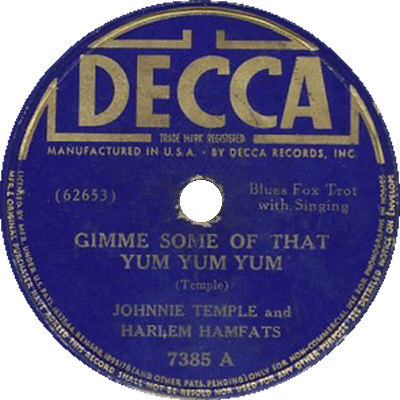 DECCA
TRADE MARK REGISTERED
MANUFACTURED IN U.S.A. - BY DECCA RECORDS, INC.
(62653)
Blues Fox Trot
with Singing
GIMME SOME OF THAT
YUM YUM YUM
(Temple)
JOHNNIE TEMPLE and
HARLEM HAMFATS
7385 A